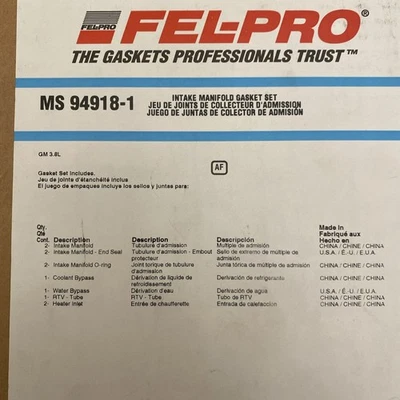 FEL-PRO FEL-PRO®
THE GASKETS PROFESSIONALS TRUST™
MS 94918-1
INTAKE MANIFOLD GASKET SET
JEU DE JOINTS DE COLLECTEUR D'ADMISSION
JUEGO DE JUNTAS DE COLECTOR DE ADMISIÓN
GM 3.8L
AF
Gasket Set Includes:
Jeu de joints d'étanchéité inclus
El juego de empaques incluye los sellos y juntas para:
Qty.
Qté
Cont. Description Description Descripción
Made in
Fabriqué aux
Hecho en
2- Intake Manifold Tubulure d'admission Múltiple de admisión CHINA / CHINE / CHINA
2- Intake Manifold - End Seal Tubulure d'admission - Embout protecteur Sello de extremo de múltiple de admisión U.S.A. / É.-U. / E.U.A.
2- Intake Manifold O-ring Joint torique de tubulure d'admission Junta tórica de múltiple de admisión CHINA / CHINE / CHINA
1- Coolant Bypass Dérivation de liquide de refroidissement Derivación de refrigerante CHINA / CHINE / CHINA
1- Water Bypass Dérivation d'eau Derivación de agua U.S.A. / É.-U. / E.U.A.
1- RTV - Tube RTV - Tube Tubo de RTV CHINA / CHINE / CHINA
2- Heater Inlet Entrée de chaufferette Entrada de calefacción CHINA / CHINE / CHINA